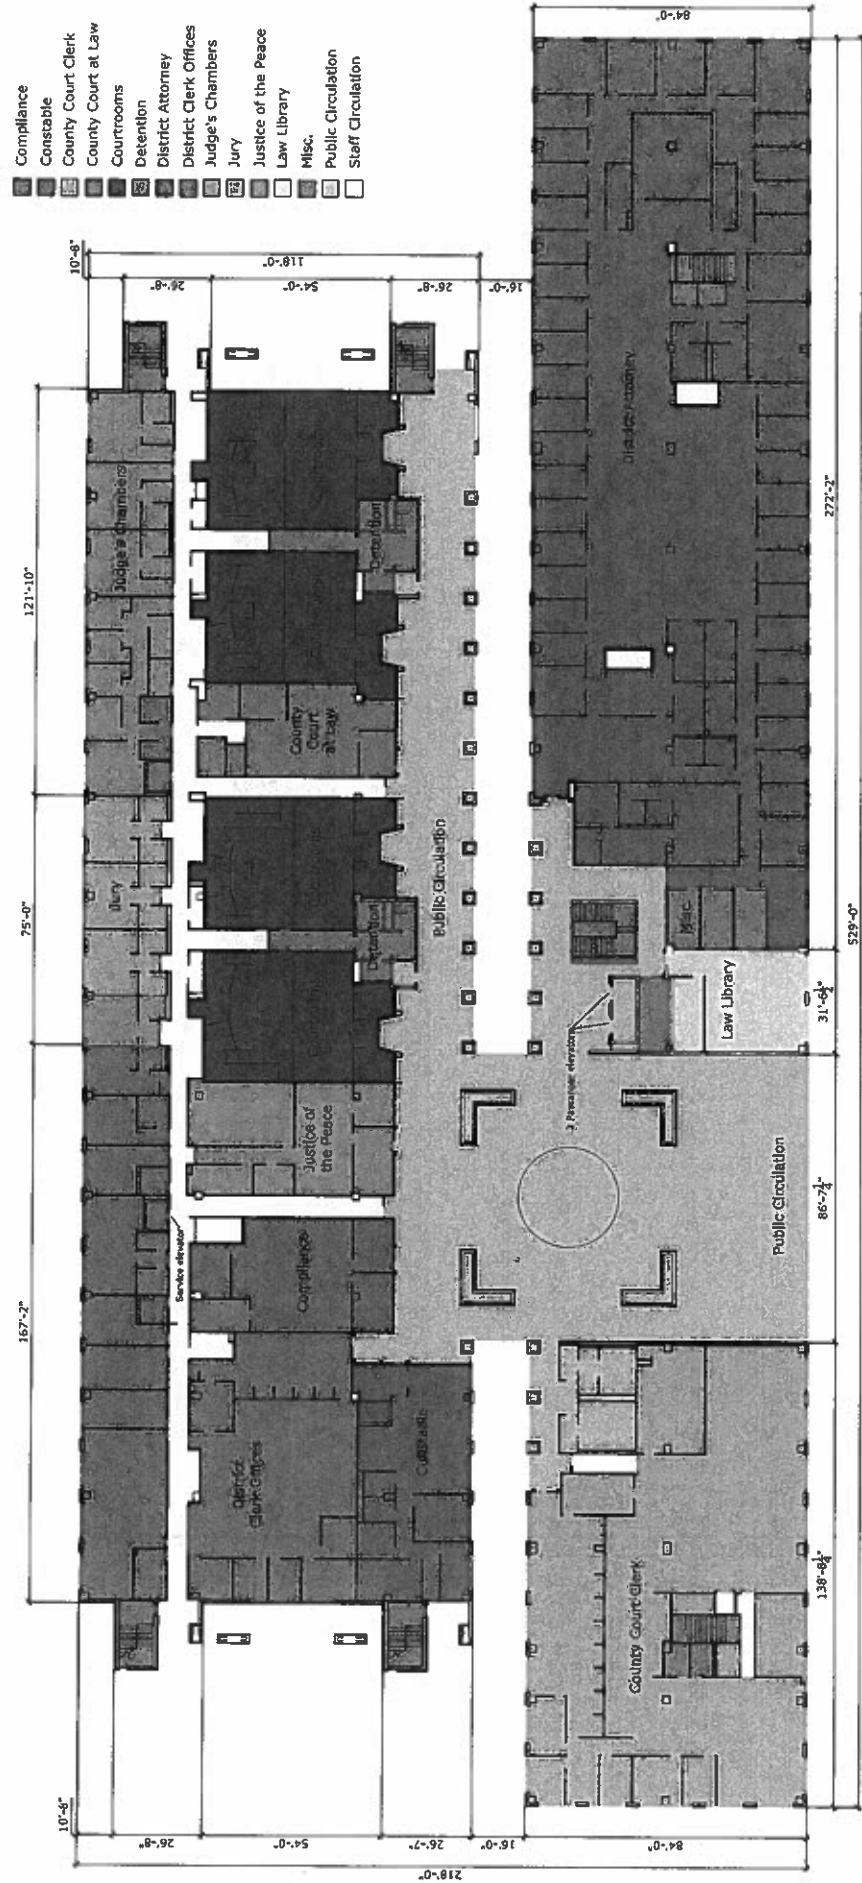 Compliance
Constable
County Court Clerk
County Court at Law
Courtrooms
Detention
District Attorney
District Clerk Offices
Judge's Chambers
Jury
Justice of the Peace
Law Library
Misc.
Public Circulation
Staff Circulation
10'-8"
118'-0"
26'-8"
54'-0"
26'-8"
16'-0"
84'-0"
121'-10"
75'-0"
167'-2"
Judge's Chambers
Jury
Detention
County
Court
at Law
Detention
Justice of
the Peace
Service elevator
Compliance
District
Clerk Offices
Constable
Public Circulation
District Attorney
Misc.
Law Library
3 Passenger elevators
Public Circulation
County Court Clerk
272'-2"
31'-6½"
86'-7¼"
138'-8¼"
529'-0"
10'-8"
26'-8"
54'-0"
26'-7"
16'-0"
84'-0"
218'-0"